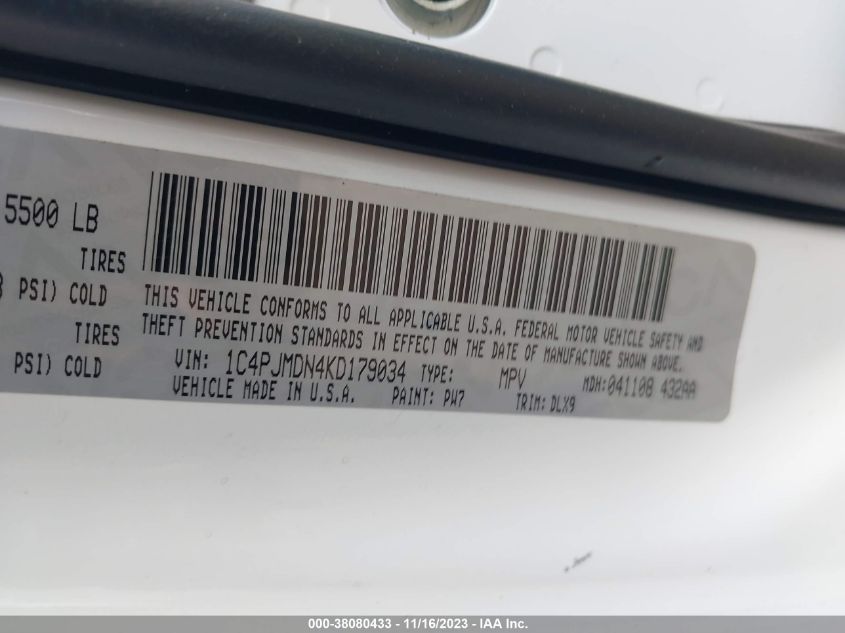 5500 LB
TIRES
PSI) COLD
TIRES
PSI) COLD
THIS VEHICLE CONFORMS TO ALL APPLICABLE U.S.A. FEDERAL MOTOR VEHICLE SAFETY AND
THEFT PREVENTION STANDARDS IN EFFECT ON THE DATE OF MANUFACTURE SHOWN ABOVE.
VIN: 1C4PJMDN4KD179034 TYPE: MPV MDH:041108 432AA
VEHICLE MADE IN U.S.A. PAINT: PW7 TRIM: DLX9
000-38080433 - 11/16/2023 - IAA Inc.